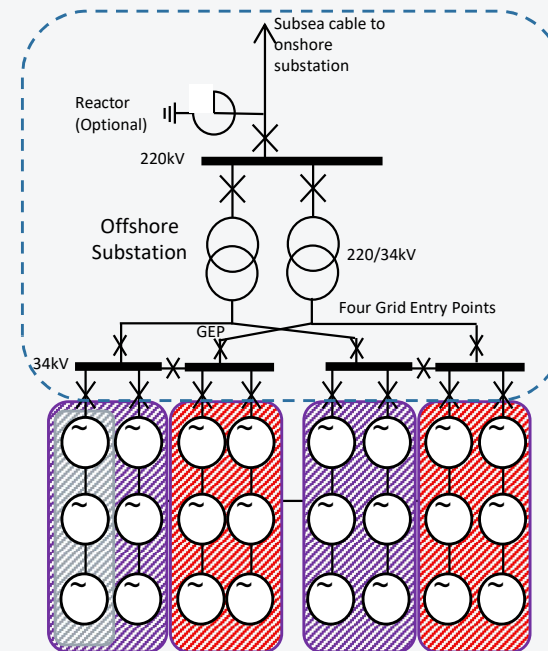 Subsea cable to
onshore
substation
Reactor
(Optional)
220kV
Offshore
Substation
220/34kV
Four Grid Entry Points
GEP
34kV
~ ~ ~ ~ ~ ~ ~ ~
~ ~ ~ ~ ~ ~ ~ ~
~ ~ ~ ~ ~ ~ ~ ~